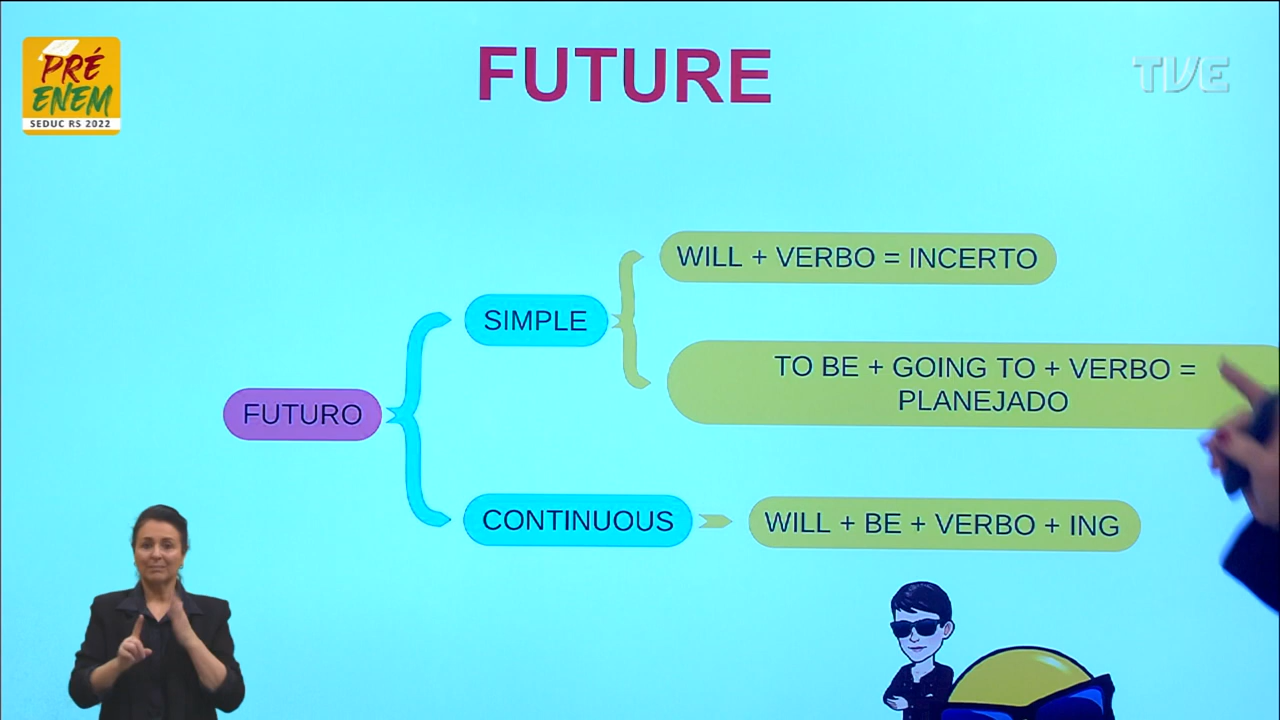 PRÉ
ENEM
SEDUC RS 2022
FUTURE
TVE
WILL + VERBO = INCERTO
SIMPLE
TO BE + GOING TO + VERBO =
PLANEJADO
FUTURO
CONTINUOUS
WILL + BE + VERBO + ING